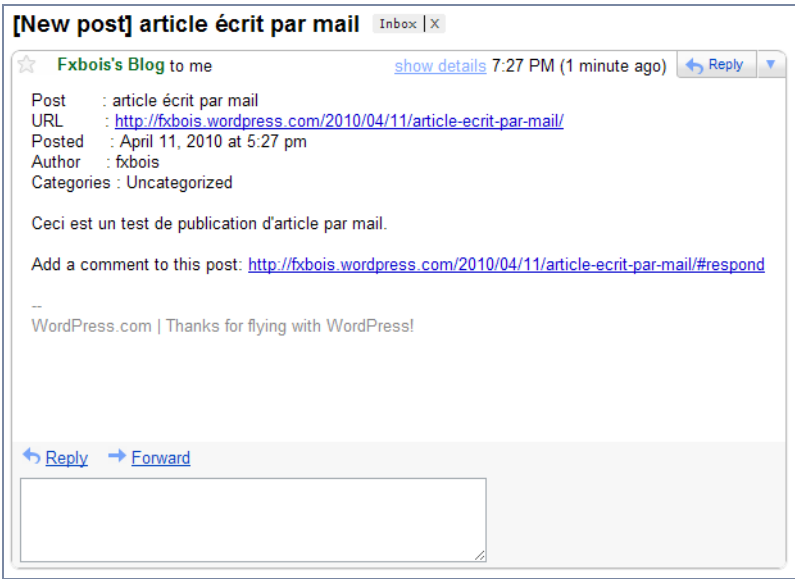 [New post] article écrit par mail Inbox | X
Fxbois's Blog to me show details 7:27 PM (1 minute ago) Reply
Post : article écrit par mail
URL : http://fxbois.wordpress.com/2010/04/11/article-ecrit-par-mail/
Posted : April 11, 2010 at 5:27 pm
Author : fxbois
Categories : Uncategorized
Ceci est un test de publication d'article par mail.
Add a comment to this post: http://fxbois.wordpress.com/2010/04/11/article-ecrit-par-mail/#respond
--
WordPress.com | Thanks for flying with WordPress!
Reply Forward